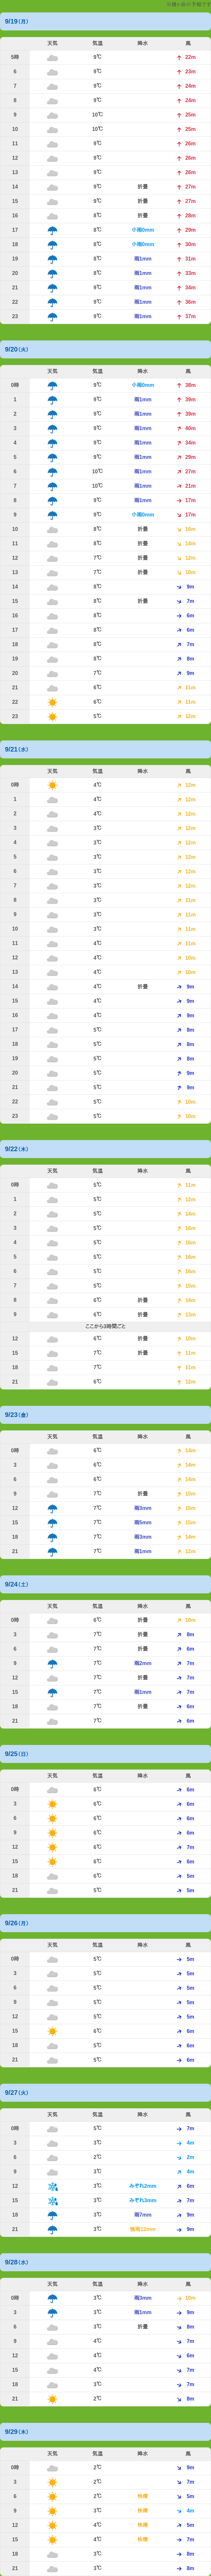 の予報です
9/19(月)
天気 気温 降水 風
5時 9℃ 22m
6 9℃ 23m
7 9℃ 24m
8 9℃ 24m
9 10℃ 25m
10 10℃ 25m
11 9℃ 26m
12 9℃ 26m
13 9℃ 26m
14 9℃ 折曇 27m
15 9℃ 折曇 27m
16 8℃ 折曇 28m
17 8℃ 小雨0mm 29m
18 8℃ 小雨0mm 30m
19 8℃ 雨1mm 31m
20 8℃ 雨1mm 33m
21 9℃ 雨1mm 34m
22 9℃ 雨1mm 36m
23 9℃ 雨1mm 37m
9/20(火)
天気 気温 降水 風
0時 9℃ 小雨0mm 38m
1 9℃ 雨1mm 39m
2 9℃ 雨1mm 39m
3 9℃ 雨1mm 40m
4 9℃ 雨1mm 34m
5 9℃ 雨1mm 29m
6 10℃ 雨1mm 27m
7 10℃ 雨1mm 21m
8 9℃ 雨1mm 17m
9 9℃ 小雨0mm 17m
10 8℃ 折曇 16m
11 8℃ 折曇 14m
12 7℃ 折曇 12m
13 7℃ 折曇 10m
14 8℃ 9m
15 8℃ 折曇 7m
16 8℃ 6m
17 8℃ 6m
18 8℃ 7m
19 8℃ 8m
20 7℃ 9m
21 6℃ 11m
22 6℃ 11m
23 5℃ 12m
9/21(水)
天気 気温 降水 風
0時 4℃ 12m
1 4℃ 12m
2 4℃ 12m
3 3℃ 12m
4 3℃ 12m
5 3℃ 12m
6 3℃ 12m
7 3℃ 12m
8 3℃ 11m
9 3℃ 11m
10 3℃ 11m
11 4℃ 11m
12 4℃ 10m
13 4℃ 10m
14 4℃ 折曇 9m
15 4℃ 9m
16 4℃ 9m
17 5℃ 8m
18 5℃ 8m
19 5℃ 8m
20 5℃ 9m
21 5℃ 9m
22 5℃ 10m
23 5℃ 10m
9/22(木)
天気 気温 降水 風
0時 5℃ 11m
1 5℃ 12m
2 5℃ 14m
3 5℃ 16m
4 5℃ 16m
5 5℃ 16m
6 5℃ 16m
7 5℃ 15m
8 6℃ 折曇 14m
9 6℃ 折曇 13m
ここから3時間ごと
12 6℃ 折曇 10m
15 7℃ 折曇 11m
18 7℃ 11m
21 6℃ 12m
9/23(金)
天気 気温 降水 風
0時 6℃ 14m
3 6℃ 14m
6 6℃ 14m
9 7℃ 折曇 15m
12 7℃ 雨3mm 15m
15 7℃ 雨5mm 15m
18 7℃ 雨3mm 14m
21 7℃ 雨1mm 12m
9/24(土)
天気 気温 降水 風
0時 6℃ 折曇 10m
3 7℃ 折曇 8m
6 7℃ 折曇 6m
9 7℃ 雨2mm 7m
12 7℃ 折曇 7m
15 7℃ 雨1mm 7m
18 7℃ 折曇 6m
21 7℃ 6m
9/25(日)
天気 気温 降水 風
0時 6℃ 6m
3 6℃ 6m
6 6℃ 6m
9 6℃ 6m
12 6℃ 7m
15 6℃ 6m
18 6℃ 5m
21 5℃ 5m
9/26(月)
天気 気温 降水 風
0時 5℃ 5m
3 5℃ 5m
6 5℃ 5m
9 5℃ 5m
12 5℃ 5m
15 6℃ 6m
18 5℃ 6m
21 5℃ 6m
9/27(火)
天気 気温 降水 風
0時 5℃ 7m
3 3℃ 4m
6 2℃ 2m
9 3℃ 4m
12 3℃ みぞれ2mm 6m
15 3℃ みぞれ3mm 7m
18 3℃ 雨7mm 9m
21 3℃ 強雨12mm 9m
9/28(水)
天気 気温 降水 風
0時 3℃ 雨3mm 10m
3 3℃ 雨1mm 9m
6 3℃ 折曇 8m
9 4℃ 7m
12 4℃ 6m
15 4℃ 7m
18 3℃ 7m
21 2℃ 8m
9/29(木)
天気 気温 降水 風
0時 2℃ 9m
3 2℃ 7m
6 2℃ 快晴 5m
9 3℃ 快晴 4m
12 4℃ 快晴 5m
15 4℃ 快晴 7m
18 3℃ 8m
21 3℃ 8m